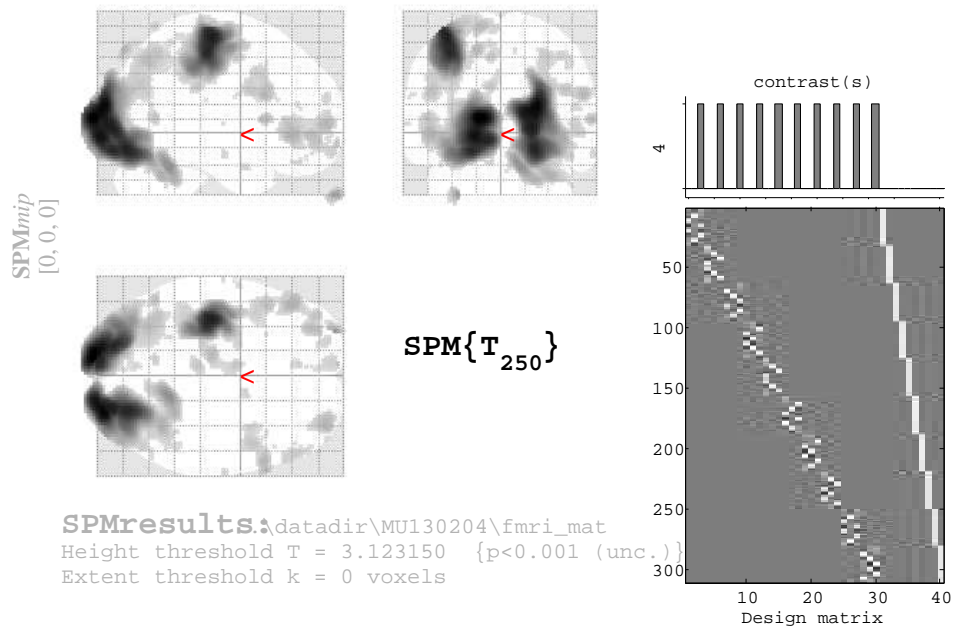 SPMmip
[0, 0, 0]
<
<
<
SPM{T250}
SPMresults:.\datadir\MU130204\fmri_mat
Height threshold T = 3.123150 {p<0.001 (unc.)}
Extent threshold k = 0 voxels
contrast(s)
4
50
100
150
200
250
300
10 20 30 40
Design matrix